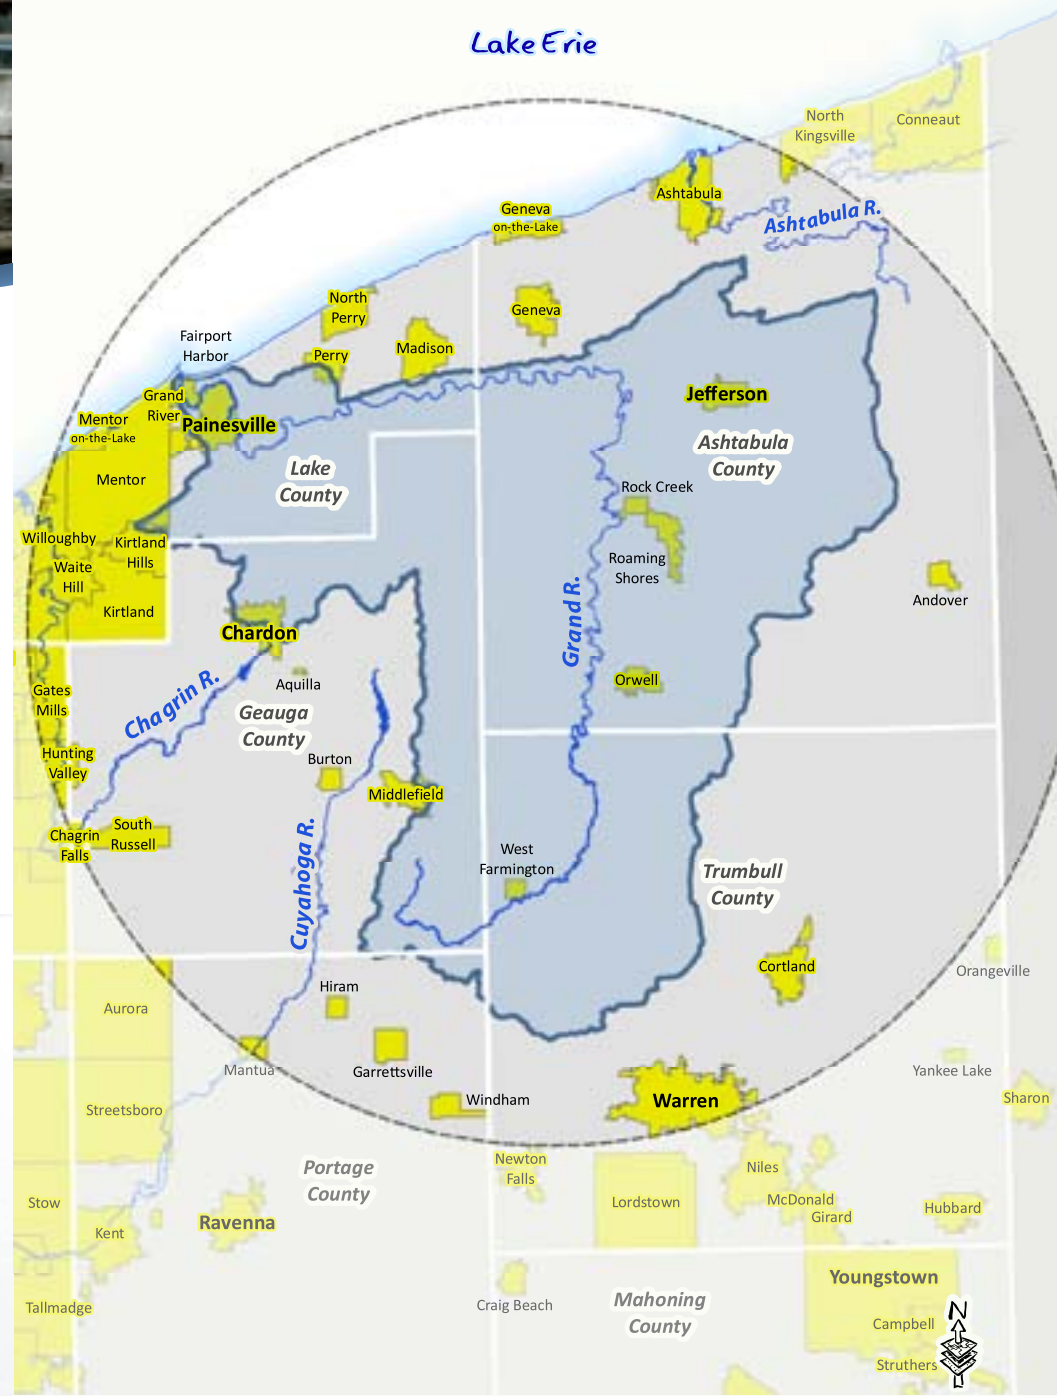 Lake Erie
North
Kingsville
Conneaut
Ashtabula
Geneva
on-the-Lake
Ashtabula R.
North
Perry
Geneva
Fairport
Harbor
Perry
Madison
Grand
River
Jefferson
Mentor
on-the-Lake
Painesville
Ashtabula
County
Lake
County
Mentor
Rock Creek
Willoughby
Kirtland
Hills
Waite
Hill
Roaming
Shores
Kirtland
Andover
Grand R.
Chardon
Orwell
Aquilla
Chagrin R.
Gates
Mills
Geauga
County
Hunting
Valley
Burton
Middlefield
Chagrin
Falls
South
Russell
West
Farmington
Cuyahoga R.
Trumbull
County
Cortland
Orangeville
Hiram
Aurora
Mantua
Garrettsville
Yankee Lake
Windham
Warren
Sharon
Streetsboro
Portage
County
Newton
Falls
Niles
Stow
Lordstown
McDonald
Girard
Hubbard
Kent
Ravenna
Youngstown
Tallmadge
Craig Beach
Mahoning
County
N
Campbell
Struthers